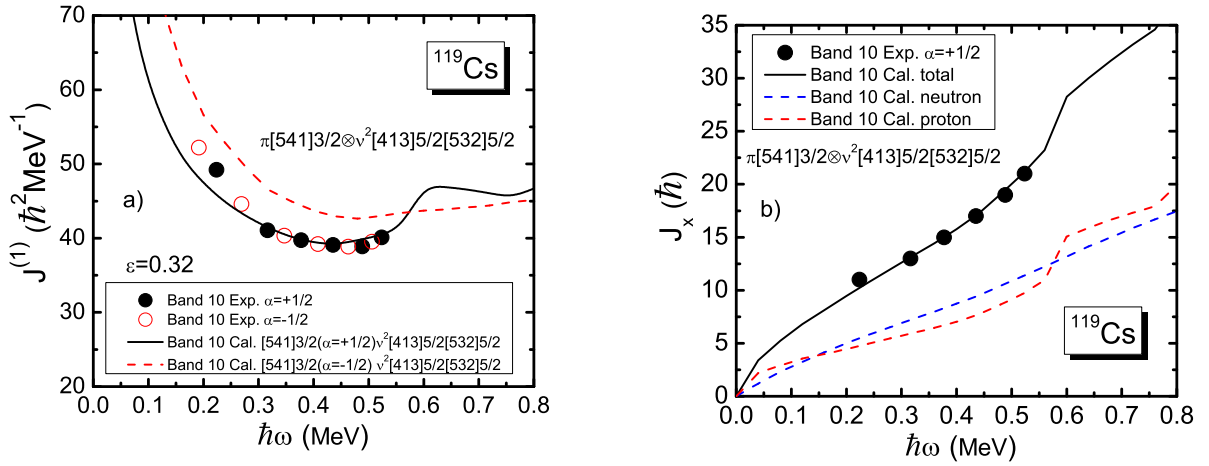 70
60
50
40
30
20
J⁽¹⁾ (ℏ²MeV⁻¹)
¹¹⁹Cs
π[541]3/2⊗ν²[413]5/2[532]5/2
a)
ε=0.32
Band 10 Exp. α=+1/2
Band 10 Exp. α=-1/2
Band 10 Cal. [541]3/2(α=+1/2)ν²[413]5/2[532]5/2
Band 10 Cal. [541]3/2(α=-1/2) ν²[413]5/2[532]5/2
0.0 0.1 0.2 0.3 0.4 0.5 0.6 0.7 0.8
ℏω (MeV)
35
30
25
20
15
10
5
0
Jₓ (ℏ)
Band 10 Exp. α=+1/2
Band 10 Cal. total
Band 10 Cal. neutron
Band 10 Cal. proton
π[541]3/2⊗ν²[413]5/2[532]5/2
b)
¹¹⁹Cs
0.0 0.1 0.2 0.3 0.4 0.5 0.6 0.7 0.8
ℏω (MeV)